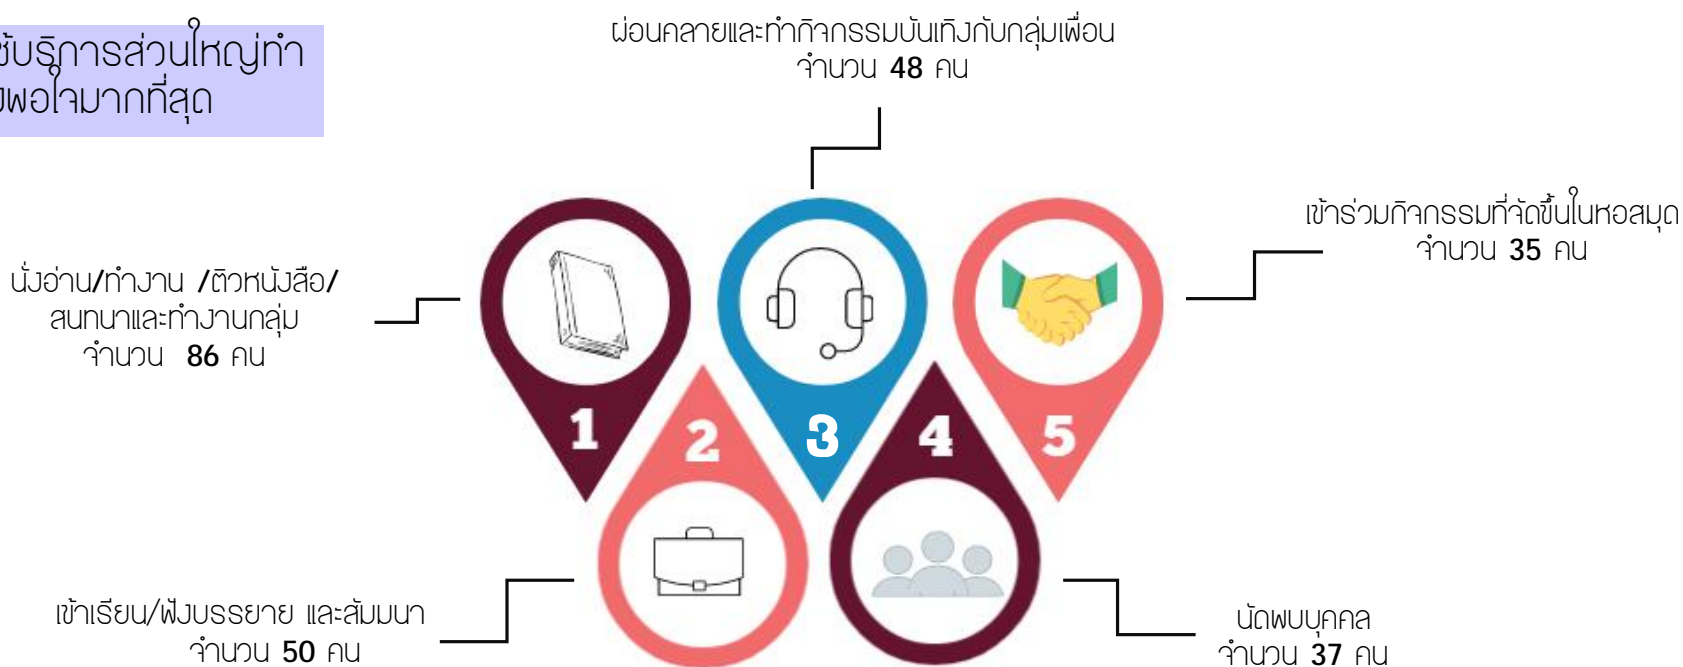 ผ่อนคลายและทำกิจกรรมบันเทิงกับกลุ่มเพื่อน
จำนวน 48 คน
บริการส่วนใหญ่ทำ
พอใจมากที่สุด
เข้าร่วมกิจกรรมที่จัดขึ้นในหอสมุด
จำนวน 35 คน
นั่งอ่าน/ทำงาน /ติวหนังสือ/
สนทนาและทำงานกลุ่ม
จำนวน 86 คน
1
2
3
4
5
เข้าเรียน/ฟังบรรยาย และสัมมนา
จำนวน 50 คน
นัดพบบุคคล
จำนวน 37 คน